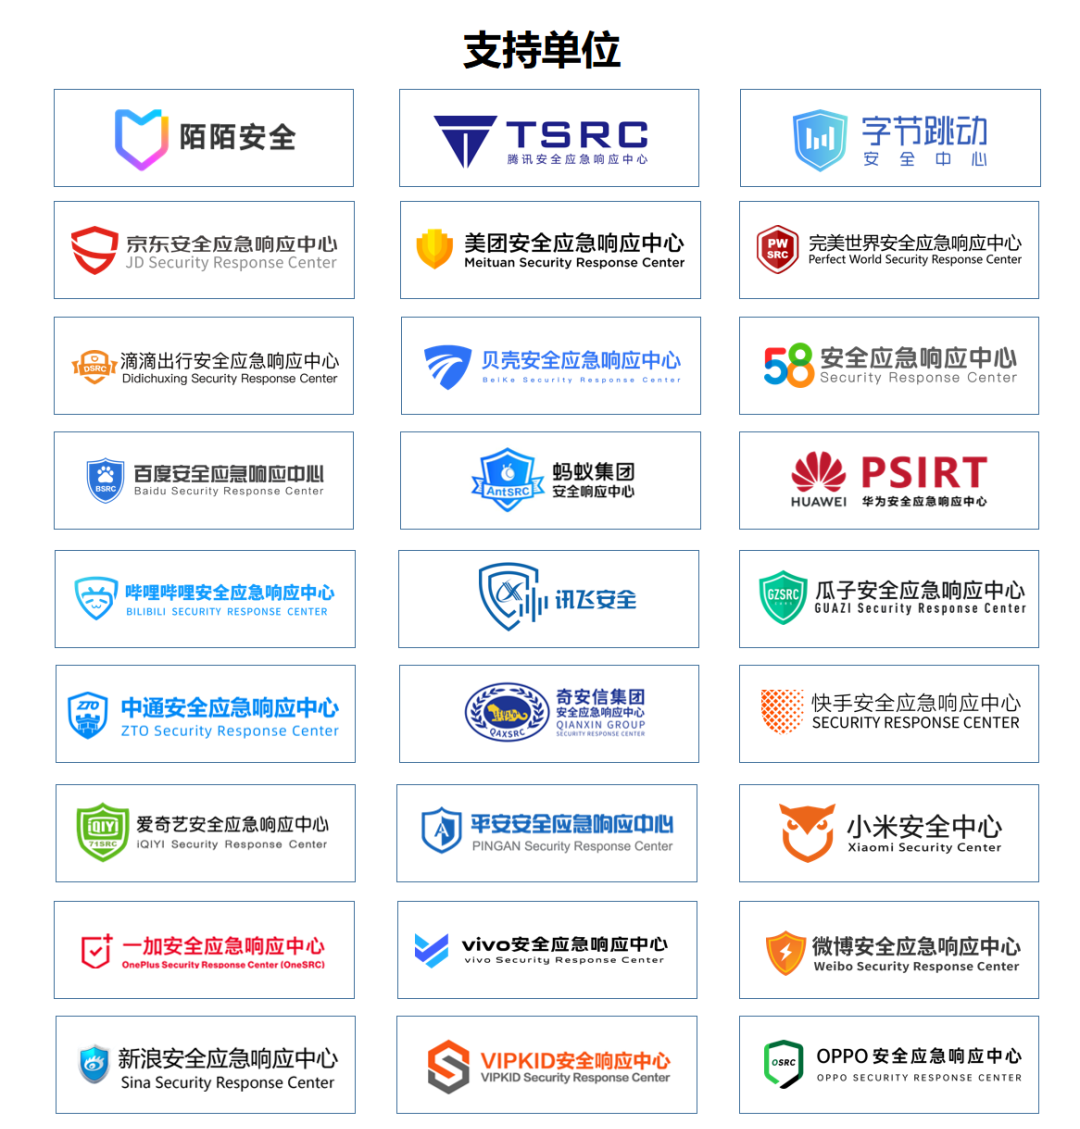 支持单位
陌陌安全
TSRC
腾讯安全应急响应中心
字节跳动
安全中心
京东安全应急响应中心
JD Security Response Center
美团安全应急响应中心
Meituan Security Response Center
PW
SRC
完美世界安全应急响应中心
Perfect World Security Response Center
DSRC
滴滴出行安全应急响应中心
Didichuxing Security Response Center
贝壳安全应急响应中心
BeiKe Security Response Center
58
安全应急响应中心
Security Response Center
BSRC
百度安全应急响应中心
Baidu Security Response Center
AntSRC
蚂蚁集团
安全响应中心
HUAWEI
PSIRT
华为安全应急响应中心
哔哩哔哩安全应急响应中心
BILIBILI SECURITY RESPONSE CENTER
讯飞安全
GZSRC
瓜子安全应急响应中心
GUAZI Security Response Center
ZTO
中通安全应急响应中心
ZTO Security Response Center
QAXSRC
奇安信集团
安全应急响应中心
QIANXIN GROUP
SECURITY RESPONSE CENTER
快手安全应急响应中心
SECURITY RESPONSE CENTER
iQIYI
71SRC
爱奇艺安全应急响应中心
iQIYI Security Response Center
平安安全应急响应中心
PINGAN Security Response Center
小米安全中心
Xiaomi Security Center
一加安全应急响应中心
OnePlus Security Response Center (OneSRC)
vivo安全应急响应中心
vivo Security Response Center
微博安全应急响应中心
Weibo Security Response Center
新浪安全应急响应中心
Sina Security Response Center
VIPKID安全响应中心
VIPKID Security Response Center
OSRC
OPPO 安全应急响应中心
OPPO SECURITY RESPONSE CENTER